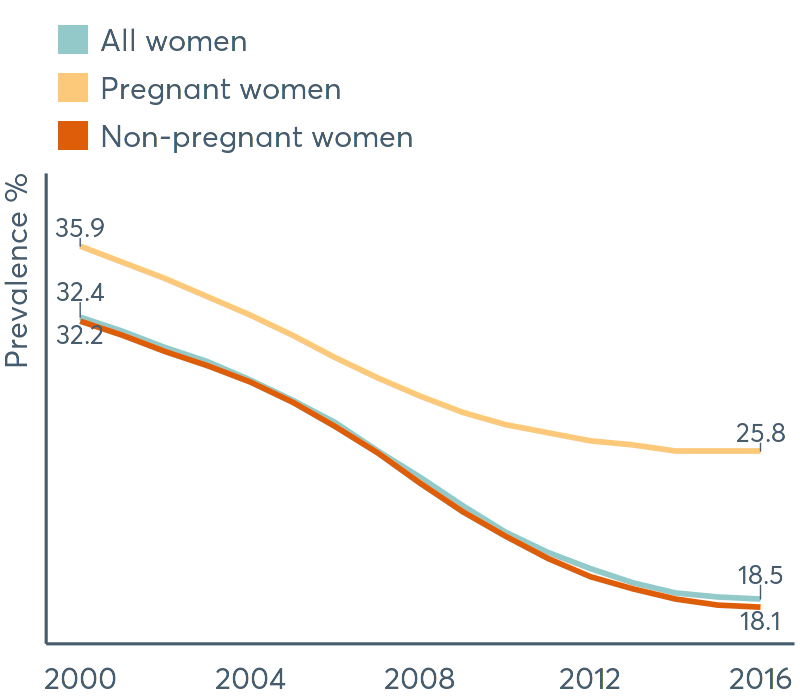 All women
Pregnant women
Non-pregnant women
Prevalence %
35.9
32.4
32.2
25.8
18.5
18.1
2000 2004 2008 2012 2016